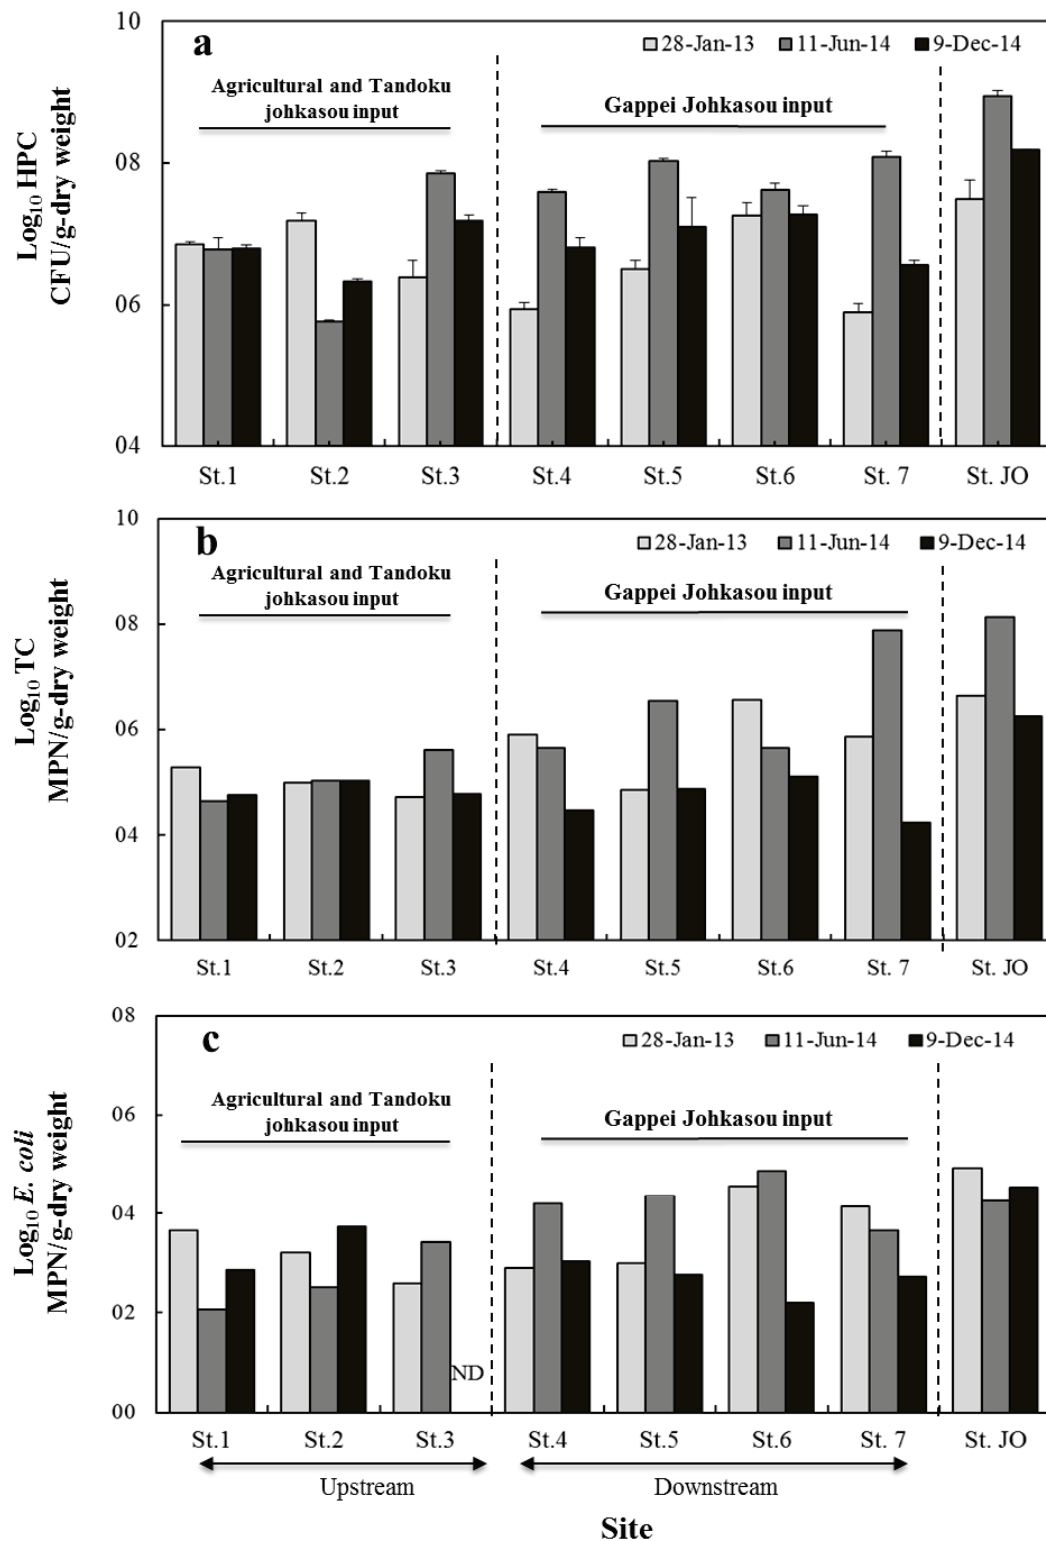 a
28-Jan-13 11-Jun-14 9-Dec-14
Agricultural and Tandoku
johkasou input
Gappei Johkasou input
Log10 HPC
CFU/g-dry weight
10
08
06
04
St.1 St.2 St.3 St.4 St.5 St.6 St. 7 St. JO
b
28-Jan-13 11-Jun-14 9-Dec-14
Agricultural and Tandoku
johkasou input
Gappei Johkasou input
Log10 TC
MPN/g-dry weight
10
08
06
04
02
St.1 St.2 St.3 St.4 St.5 St.6 St. 7 St. JO
c
28-Jan-13 11-Jun-14 9-Dec-14
Agricultural and Tandoku
johkasou input
Gappei Johkasou input
Log10 E. coli
MPN/g-dry weight
08
06
04
02
00
ND
St.1 St.2 St.3 St.4 St.5 St.6 St. 7 St. JO
Upstream Downstream
Site